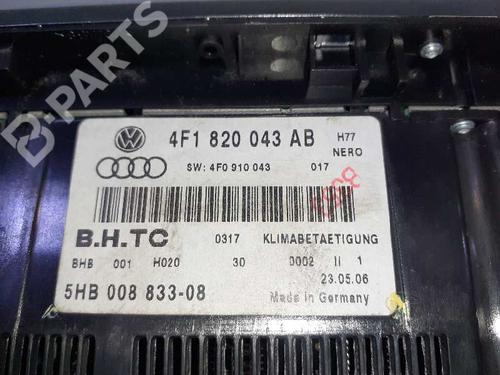 B-PARTS
4F1 820 043 AB H77
NERO
SW: 4F0 910 043 017
B.H.TC 0317 KLIMABETAETIGUNG
BHB 001 H020 30 0002 II 1
23.05.06
5HB 008 833-08 Made in Germany